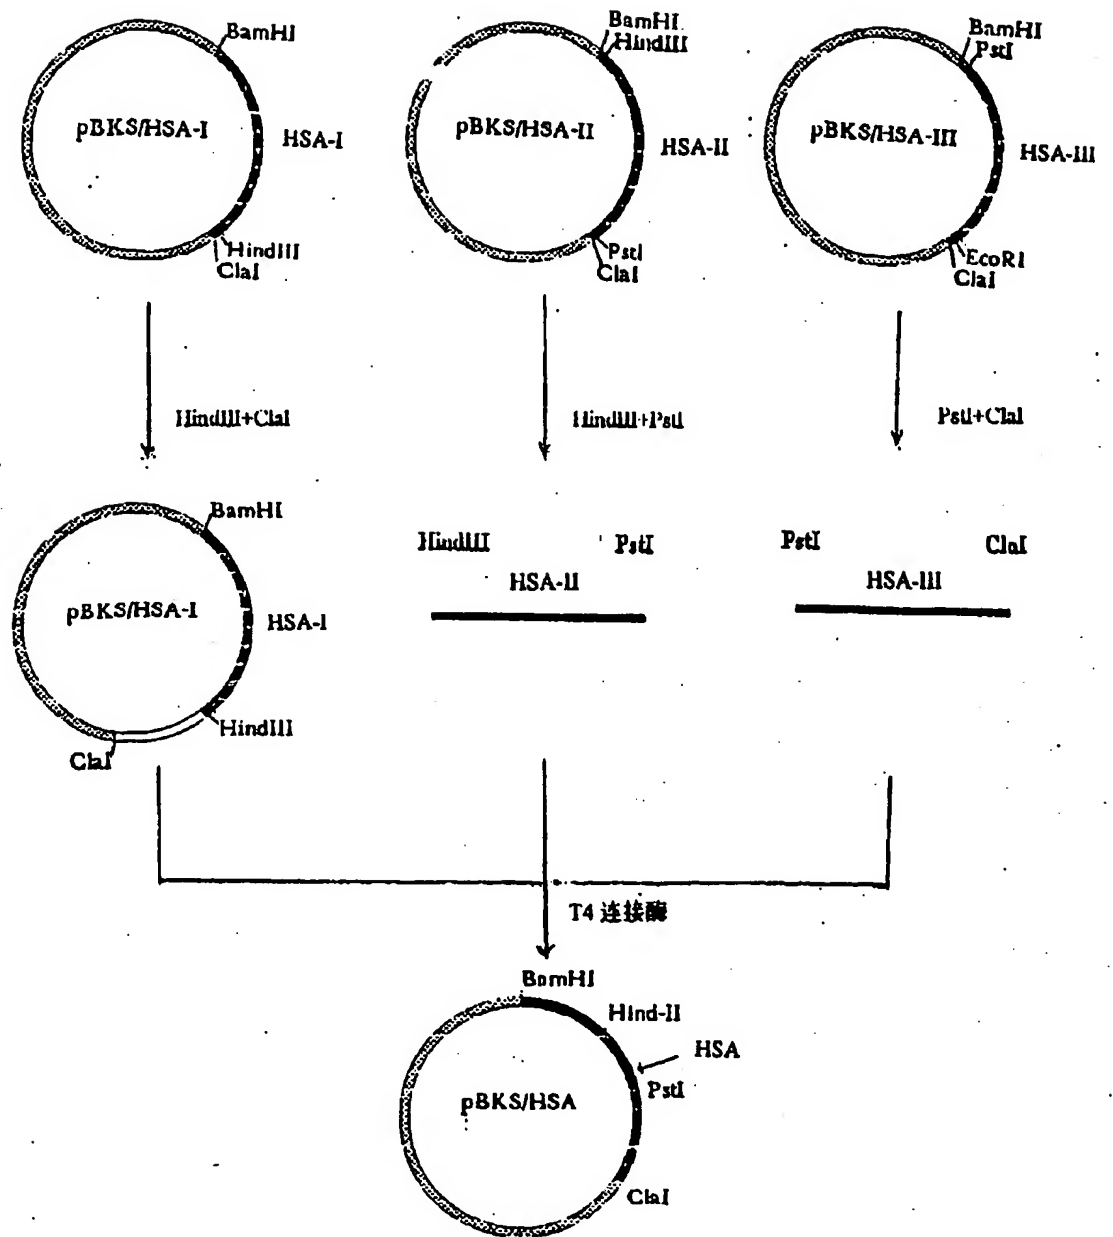 BamHI
pBKS/HSA-I
HSA-I
HindIII
ClaI
BamHI
HindIII
pBKS/HSA-II
HSA-II
PstI
ClaI
BamHI
PstI
pBKS/HSA-III
HSA-III
EcoRI
ClaI
HindIII+ClaI
HindIII+PstI
PstI+ClaI
BamHI
pBKS/HSA-I
HSA-I
HindIII
ClaI
HindIII
PstI
HSA-II
PstI
ClaI
HSA-III
T4 连接酶
BamHI
Hind-II
HSA
PstI
pBKS/HSA
ClaI